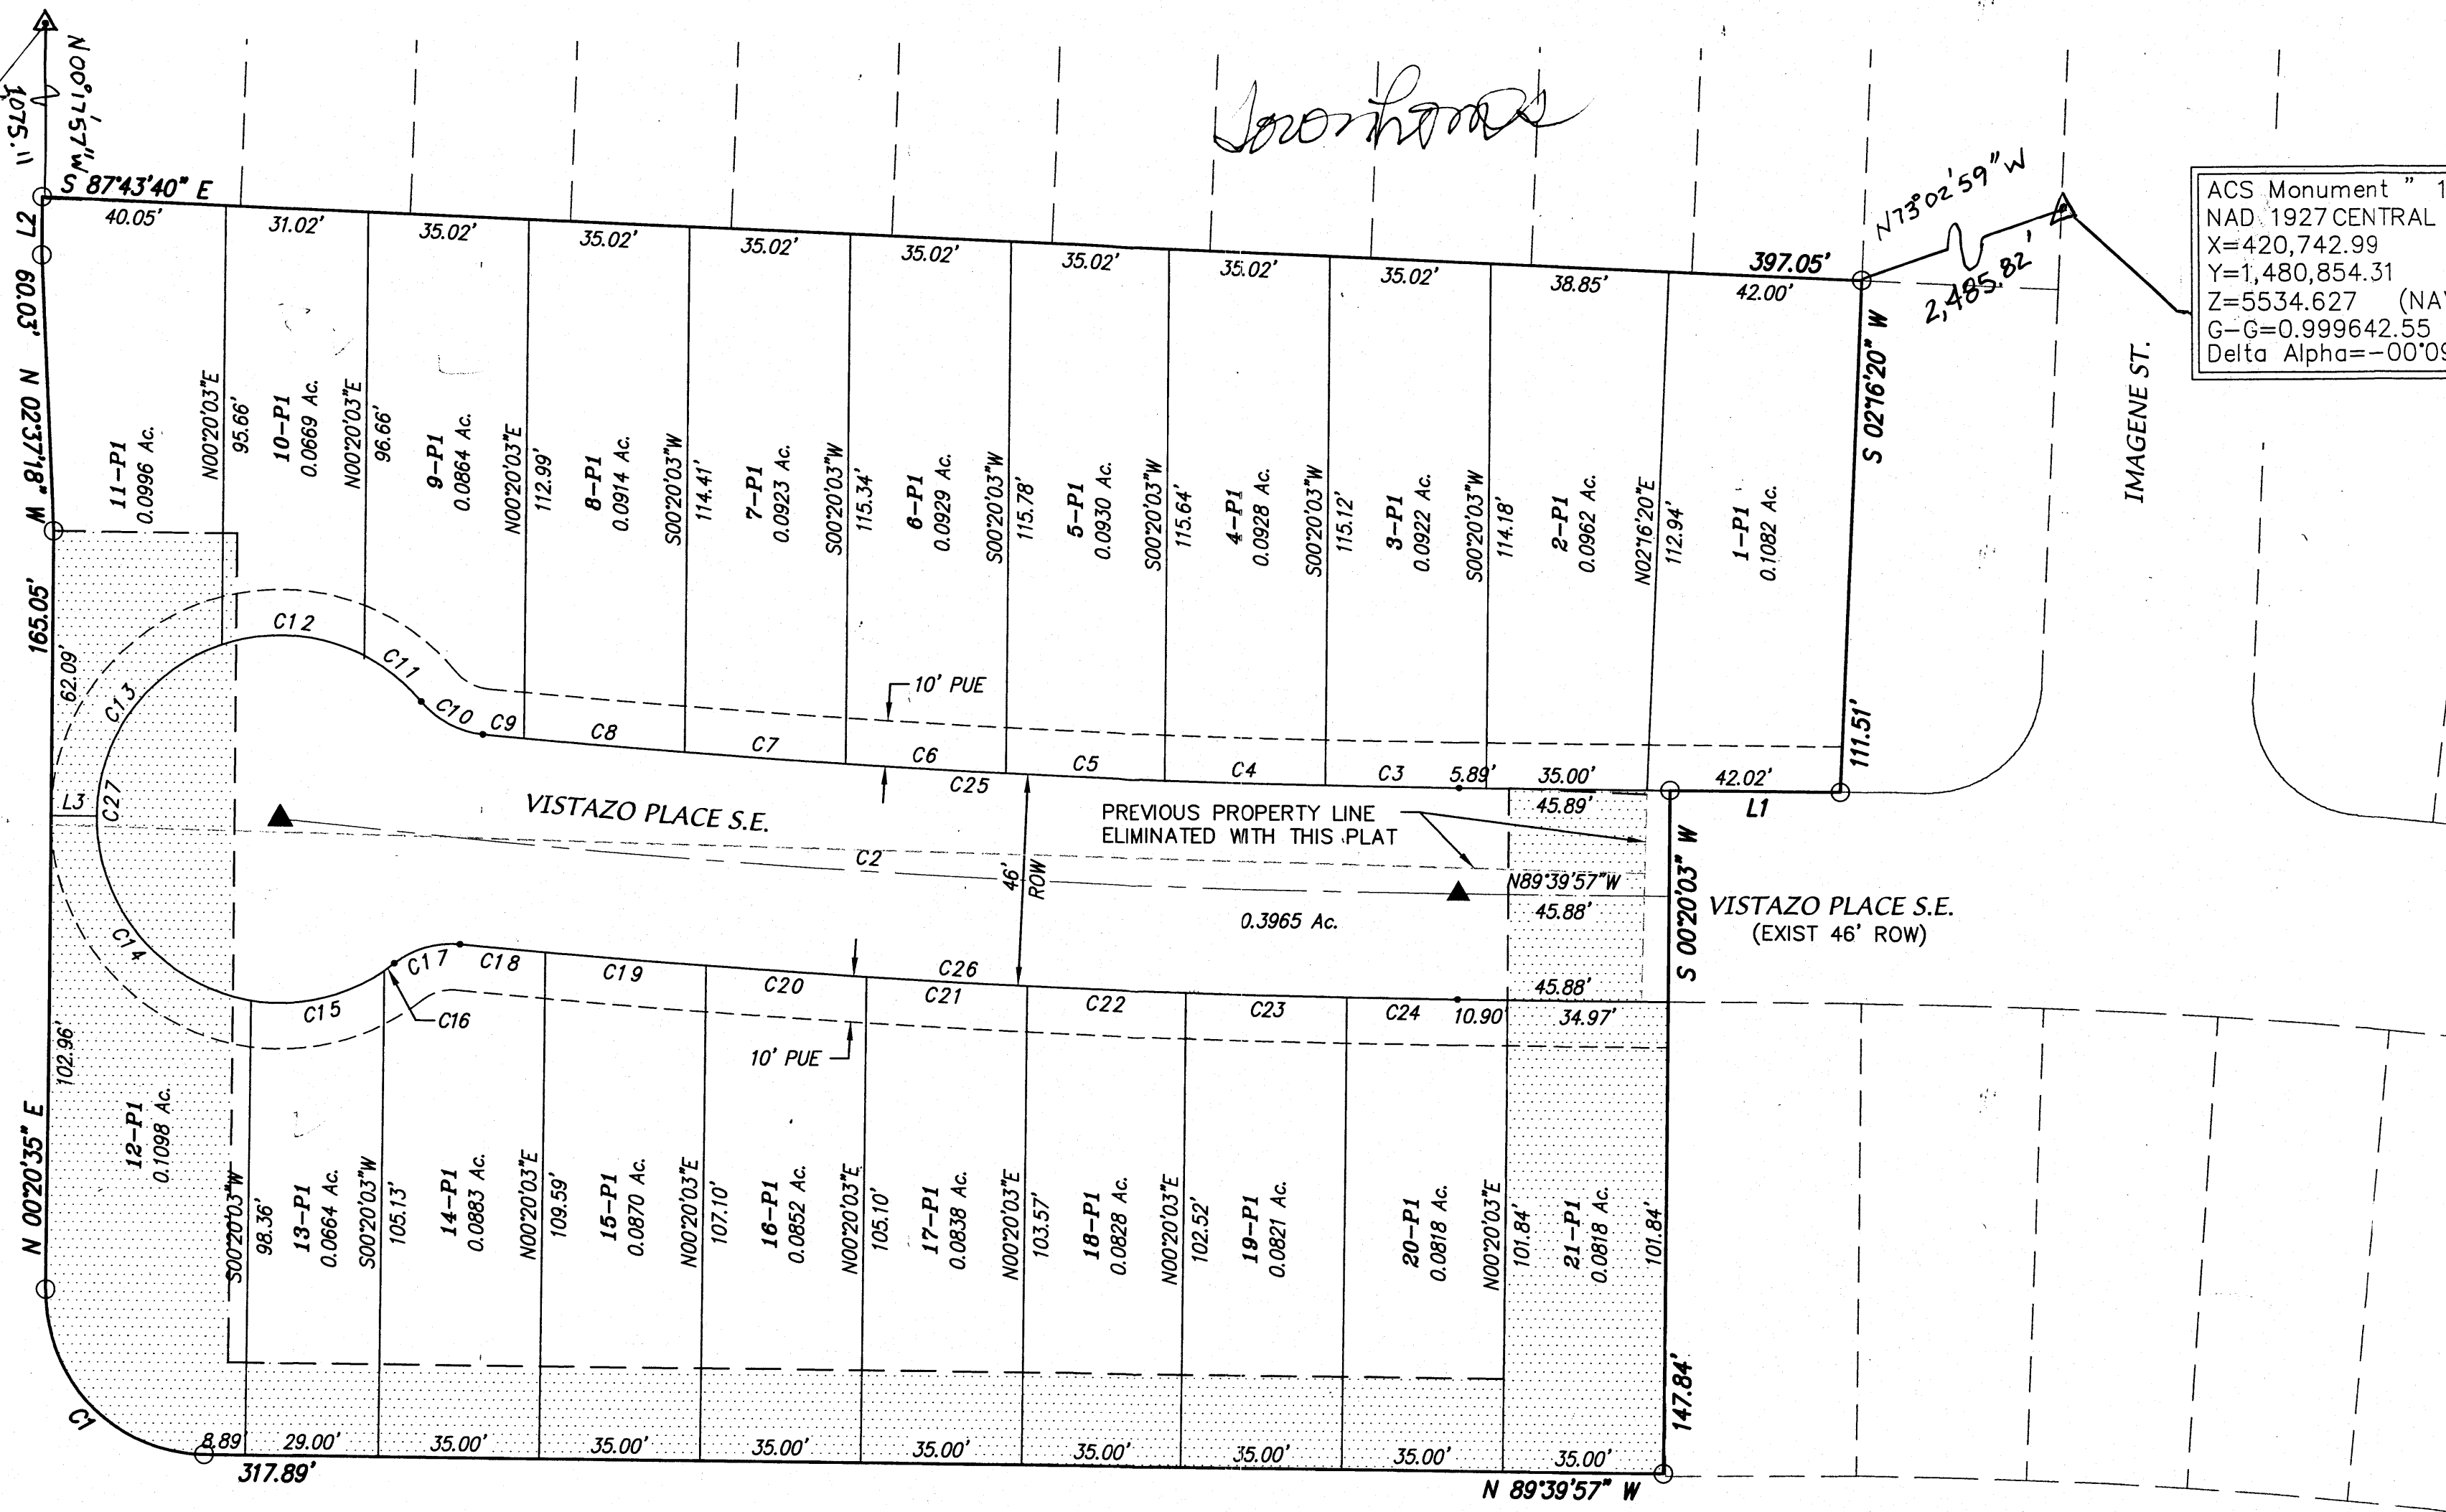 N00°17'57"W
1075.11
S 87°43'40" E
40.05'
31.02'
35.02'
35.02'
35.02'
35.02'
35.02'
35.02'
35.02'
38.85'
397.05'
42.00'
N73°02'59"W
2,485.82'
ACS Monument " 1
NAD 1927 CENTRAL
X=420,742.99
Y=1,480,854.31
Z=5534.627 (NAV
G-G=0.999642.55
Delta Alpha=-00°09
IMAGENE ST.
60.03' N 02°37'18" W
165.05'
62.09'
102.96'
N 00°20'35" E
11-P1
0.0996 Ac.
N00°20'03"E
95.66'
10-P1
0.0669 Ac.
N00°20'03"E
96.66'
9-P1
0.0864 Ac.
N00°20'03"E
112.99'
8-P1
0.0914 Ac.
S00°20'03"W
114.41'
7-P1
0.0923 Ac.
S00°20'03"W
115.34'
6-P1
0.0929 Ac.
S00°20'03"W
115.78'
5-P1
0.0930 Ac.
S00°20'03"W
115.64'
4-P1
0.0928 Ac.
S00°20'03"W
115.12'
3-P1
0.0922 Ac.
S00°20'03"W
114.18'
2-P1
0.0962 Ac.
N02°16'20"E
112.94'
1-P1
0.1082 Ac.
S 02°16'20" W
111.51'
C12
C11
C10
C9
C8
C7
C6
C5
C4
C3
5.89'
35.00'
42.02'
L1
C13
C27
L3
C14
C25
10' PUE
VISTAZO PLACE S.E.
C2
46'
ROW
PREVIOUS PROPERTY LINE
ELIMINATED WITH THIS PLAT
45.89'
N89°39'57"W
45.88'
0.3965 Ac.
45.88'
S 00°20'03" W
VISTAZO PLACE S.E.
(EXIST 46' ROW)
C15
C16
C17
C18
C19
C20
C26
C21
C22
C23
C24
10.90'
34.97'
10' PUE
12-P1
0.1098 Ac.
S00°20'03"W
98.36'
13-P1
0.0664 Ac.
S00°20'03"W
105.13'
14-P1
0.0883 Ac.
N00°20'03"E
109.59'
15-P1
0.0870 Ac.
N00°20'03"E
107.10'
16-P1
0.0852 Ac.
N00°20'03"E
105.10'
17-P1
0.0838 Ac.
N00°20'03"E
103.57'
18-P1
0.0828 Ac.
N00°20'03"E
102.52'
19-P1
0.0821 Ac.
20-P1
0.0818 Ac.
N00°20'03"E
101.84'
21-P1
0.0818 Ac.
101.84'
147.84'
C1
8.89'
29.00'
35.00'
35.00'
35.00'
35.00'
35.00'
35.00'
35.00'
35.00'
317.89'
N 89°39'57" W